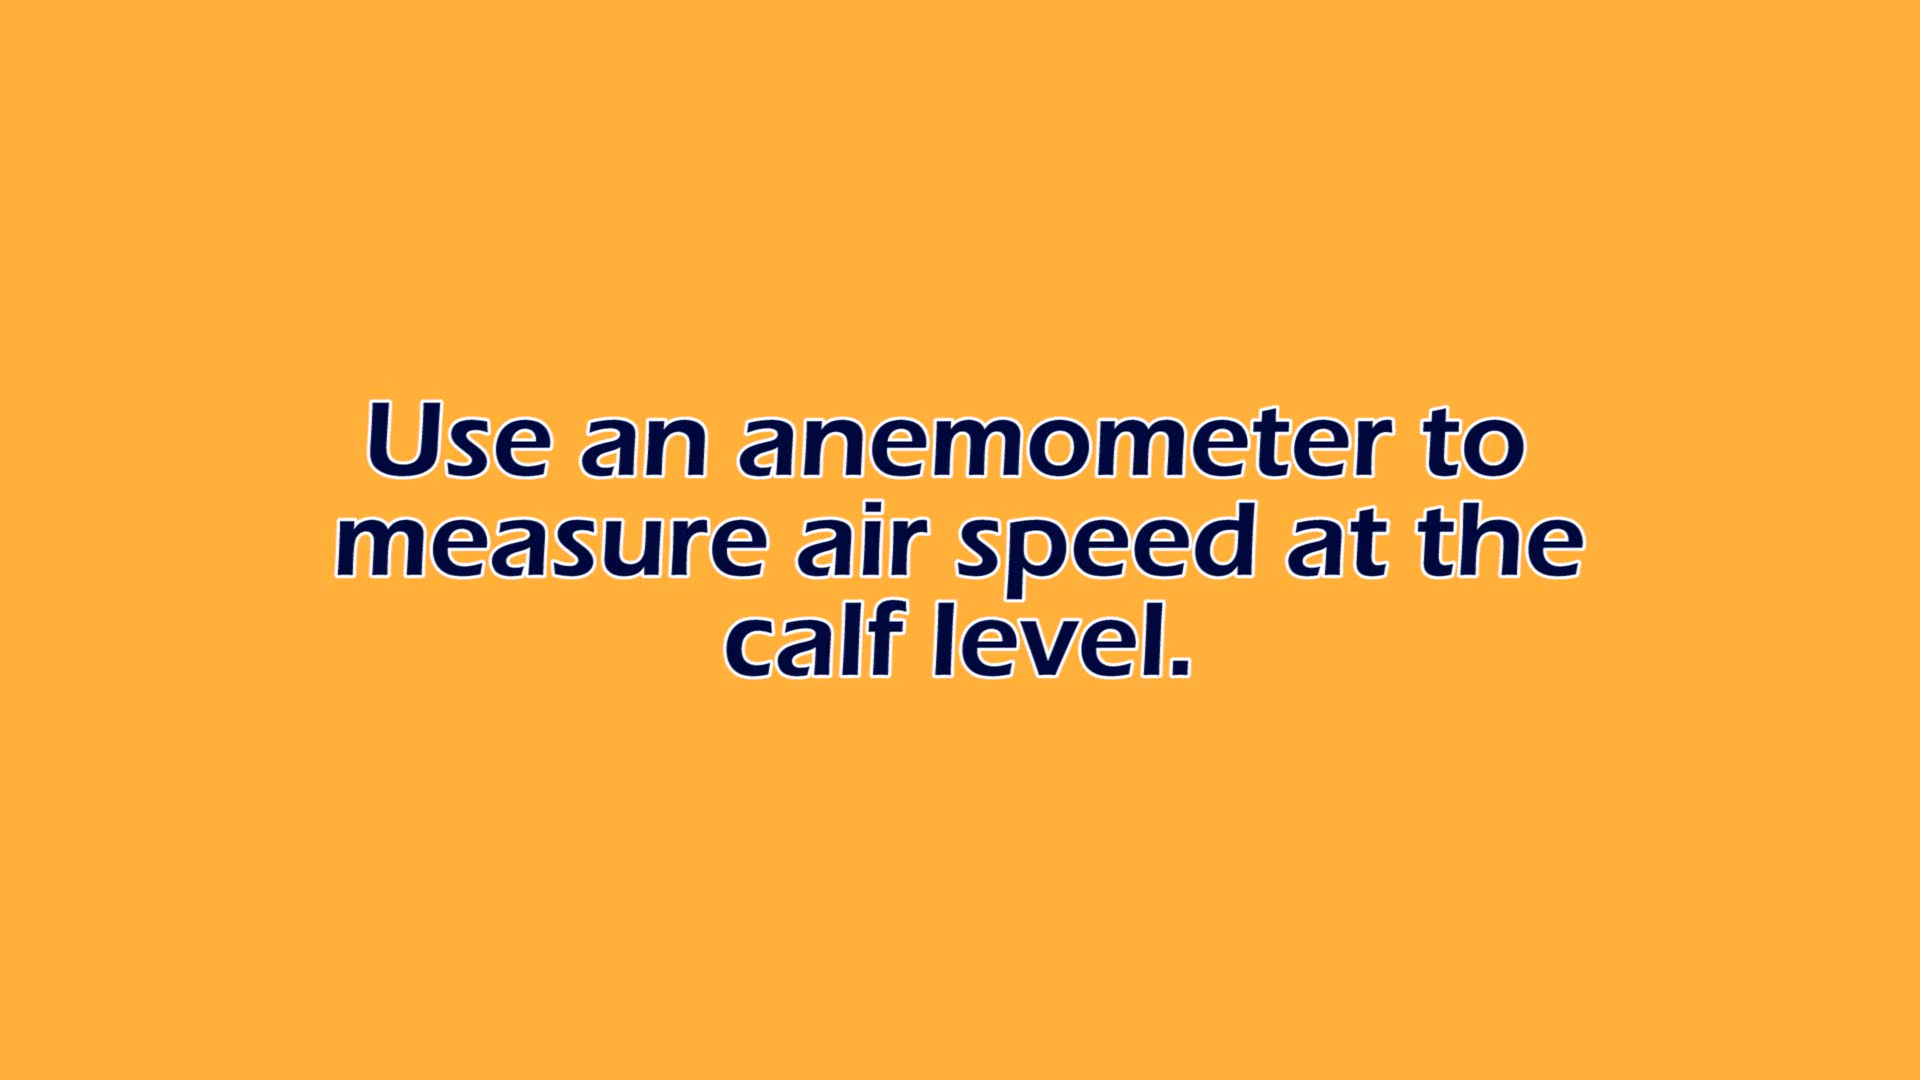 Use an anemometer to
measure air speed at the
calf level.